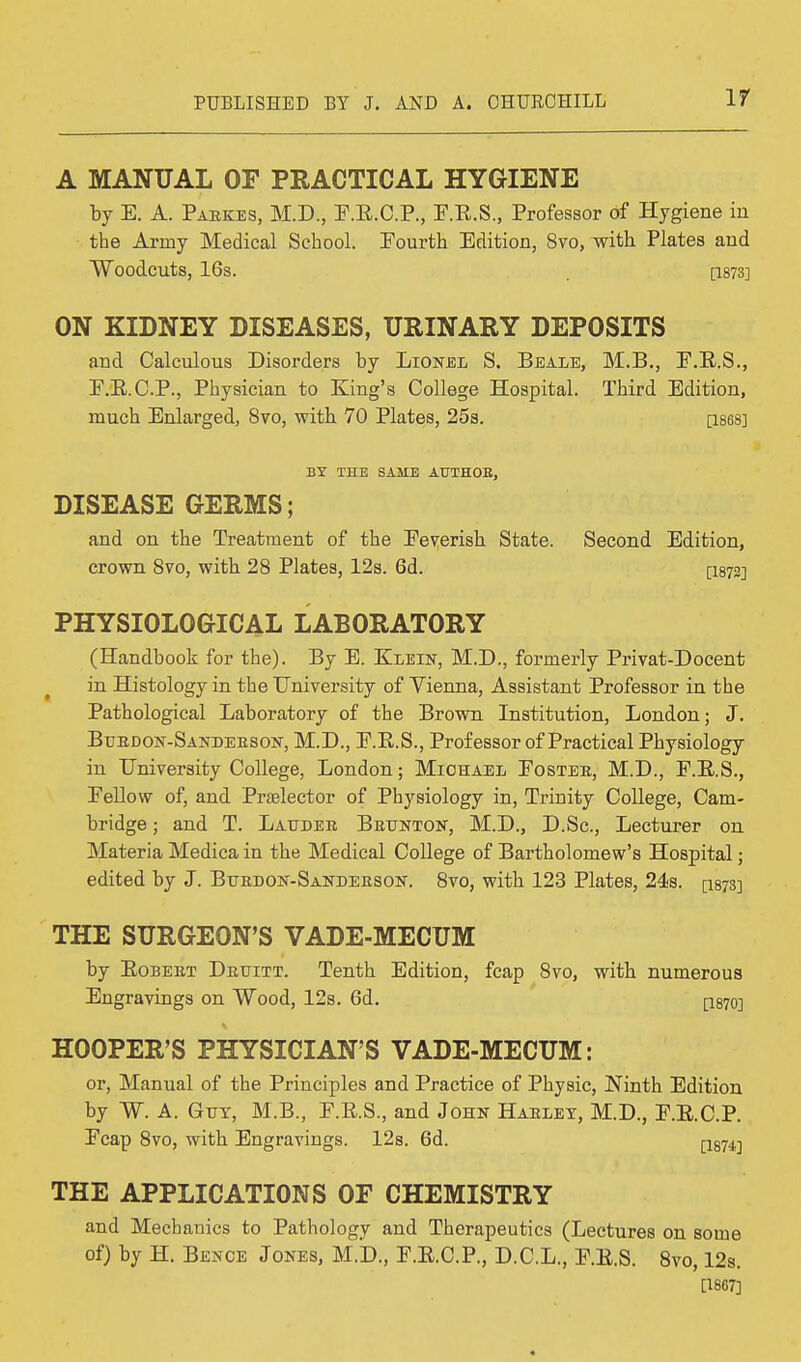 PUBLISHED BY J. AND A. CHURCHILL 17
A MANUAL OF PRACTICAL HYGIENE
by E. A. PARKES, M.D., F.R.C.P., F.R.S., Professor of Hygiene in
the Army Medical School. Fourth Edition, 8vo, with Plates and
Woodcuts, 16s. [1873]
ON KIDNEY DISEASES, URINARY DEPOSITS
and Calculous Disorders by LIONEL S. BEALE, M.B., F.R.S.,
F.R.C.P., Physician to King's College Hospital. Third Edition,
much Enlarged, 8vo, with 70 Plates, 25s. [1868]
BY THE SAME AUTHOR,
DISEASE GERMS;
and on the Treatment of the Feverish State. Second Edition,
crown 8vo, with 28 Plates, 12s. 6d. [1872]
PHYSIOLOGICAL LABORATORY
(Handbook for the). By E. KLEIN, M.D., formerly Privat-Docent
in Histology in the University of Vienna, Assistant Professor in the
Pathological Laboratory of the Brown Institution, London; J.
BURDON-SANDERSON, M.D., F.R.S., Professor of Practical Physiology
in University College, London; MICHAEL FOSTER, M.D., F.R.S.,
Fellow of, and Prælector of Physiology in, Trinity College, Cam-
bridge; and T. LAUDER BRUNTON, M.D., D.Sc., Lecturer on
Materia Medica in the Medical College of Bartholomew's Hospital;
edited by J. BURDON-SANDERSON. 8vo, with 123 Plates, 24s. [1873]
THE SURGEON'S VADE-MECUM
by ROBERT DRUITT. Tenth Edition, fcap 8vo, with numerous
Engravings on Wood, 12s. 6d. [1870]
HOOPER'S PHYSICIAN'S VADE-MECUM:
or, Manual of the Principles and Practice of Physic, Ninth Edition
by W. A. GUY, M.B., F.R.S., and JOHN HARLEY, M.D., F.R.C.P.
Fcap 8vo, with Engravings. 12s. 6d. [1874]
THE APPLICATIONS OF CHEMISTRY
and Mechanics to Pathology and Therapeutics (Lectures on some
of) by H. BENCE JONES, M.D., F.R.C.P., D.C.L., F.R.S. 8vo, 12s.
[1867]